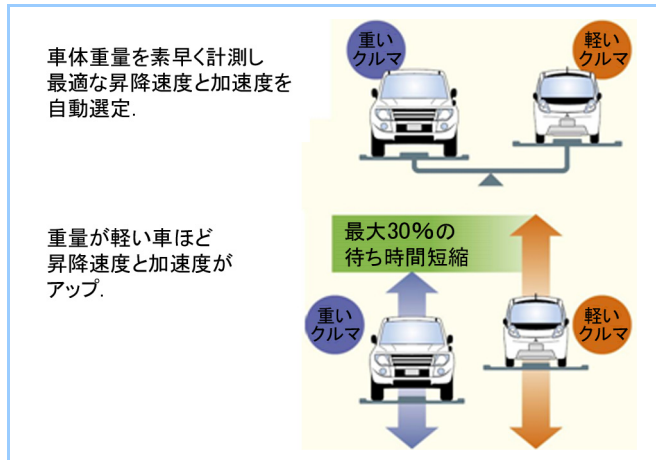 車体重量を素早く計測し
最適な昇降速度と加速度を
自動選定.
重い
クルマ
軽い
クルマ
重量が軽い車ほど
昇降速度と加速度が
アップ.
最大30%の
待ち時間短縮
重い
クルマ
軽い
クルマ